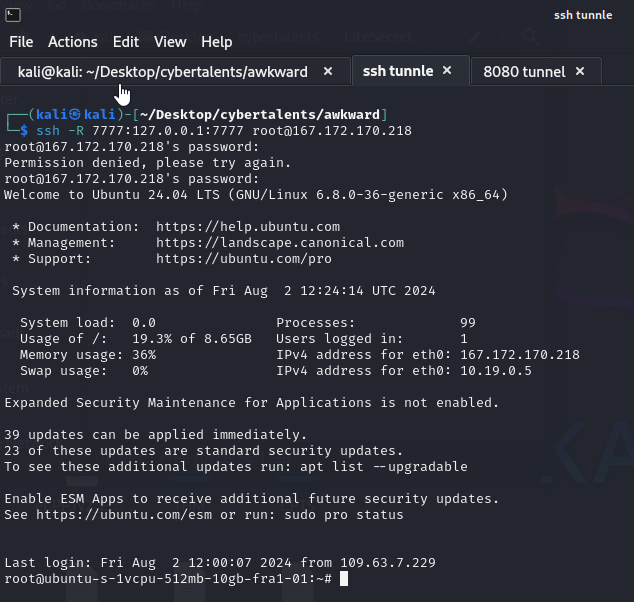 ssh tunnle
File Actions Edit View Help
kali@kali: ~/Desktop/cybertalents/awkward × ssh tunnle × 8080 tunnel ×
┌──(kali㉿kali)-[~/Desktop/cybertalents/awkward]
└─$ ssh -R 7777:127.0.0.1:7777 root@167.172.170.218
root@167.172.170.218's password:
Permission denied, please try again.
root@167.172.170.218's password:
Welcome to Ubuntu 24.04 LTS (GNU/Linux 6.8.0-36-generic x86_64)
* Documentation: https://help.ubuntu.com
* Management: https://landscape.canonical.com
* Support: https://ubuntu.com/pro
System information as of Fri Aug 2 12:24:14 UTC 2024
System load: 0.0 Processes: 99
Usage of /: 19.3% of 8.65GB Users logged in: 1
Memory usage: 36% IPv4 address for eth0: 167.172.170.218
Swap usage: 0% IPv4 address for eth0: 10.19.0.5
Expanded Security Maintenance for Applications is not enabled.
39 updates can be applied immediately.
23 of these updates are standard security updates.
To see these additional updates run: apt list --upgradable
Enable ESM Apps to receive additional future security updates.
See https://ubuntu.com/esm or run: sudo pro status
Last login: Fri Aug 2 12:00:07 2024 from 109.63.7.229
root@ubuntu-s-1vcpu-512mb-10gb-fra1-01:~#